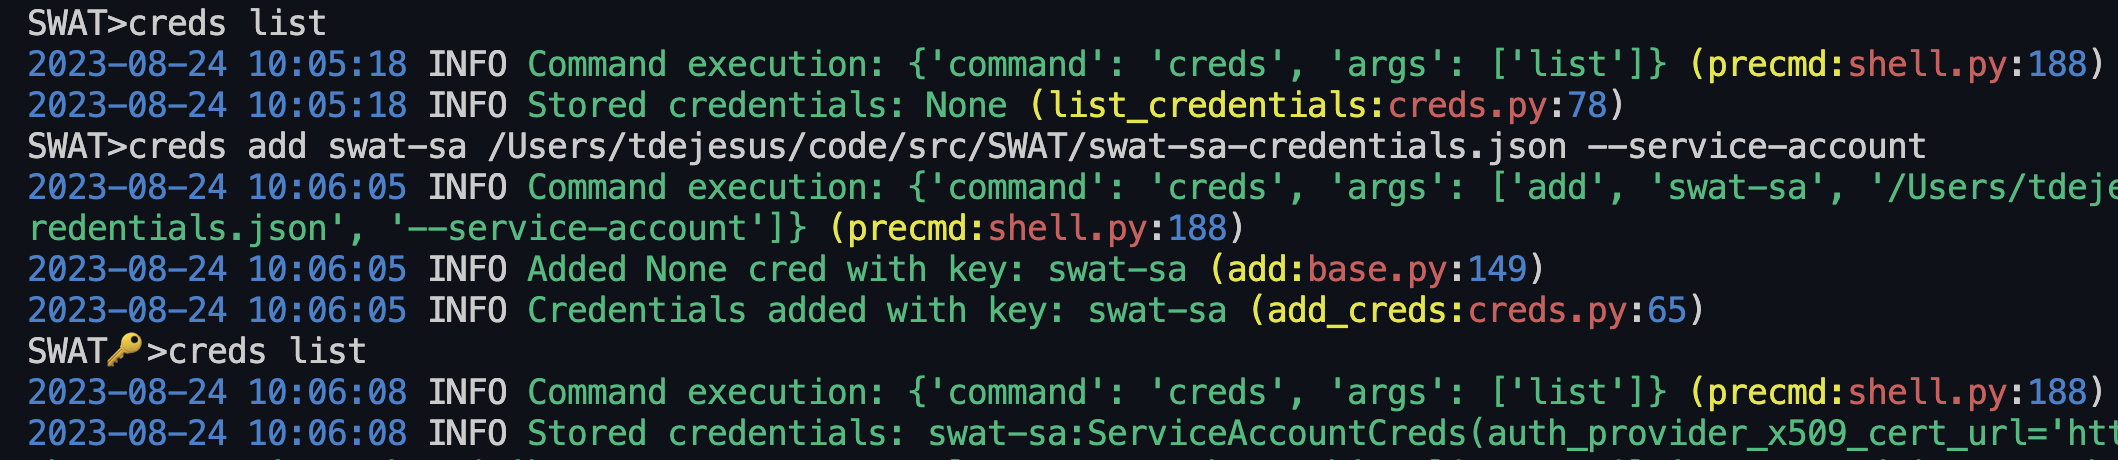 SWAT>creds list
2023-08-24 10:05:18 INFO Command execution: {'command': 'creds', 'args': ['list']} (precmd:shell.py:188)
2023-08-24 10:05:18 INFO Stored credentials: None (list_credentials:creds.py:78)
SWAT>creds add swat-sa /Users/tdejesus/code/src/SWAT/swat-sa-credentials.json --service-account
2023-08-24 10:06:05 INFO Command execution: {'command': 'creds', 'args': ['add', 'swat-sa', '/Users/tdeje
redentials.json', '--service-account']} (precmd:shell.py:188)
2023-08-24 10:06:05 INFO Added None cred with key: swat-sa (add:base.py:149)
2023-08-24 10:06:05 INFO Credentials added with key: swat-sa (add_creds:creds.py:65)
SWAT🔑>creds list
2023-08-24 10:06:08 INFO Command execution: {'command': 'creds', 'args': ['list']} (precmd:shell.py:188)
2023-08-24 10:06:08 INFO Stored credentials: swat-sa:ServiceAccountCreds(auth_provider_x509_cert_url='htt